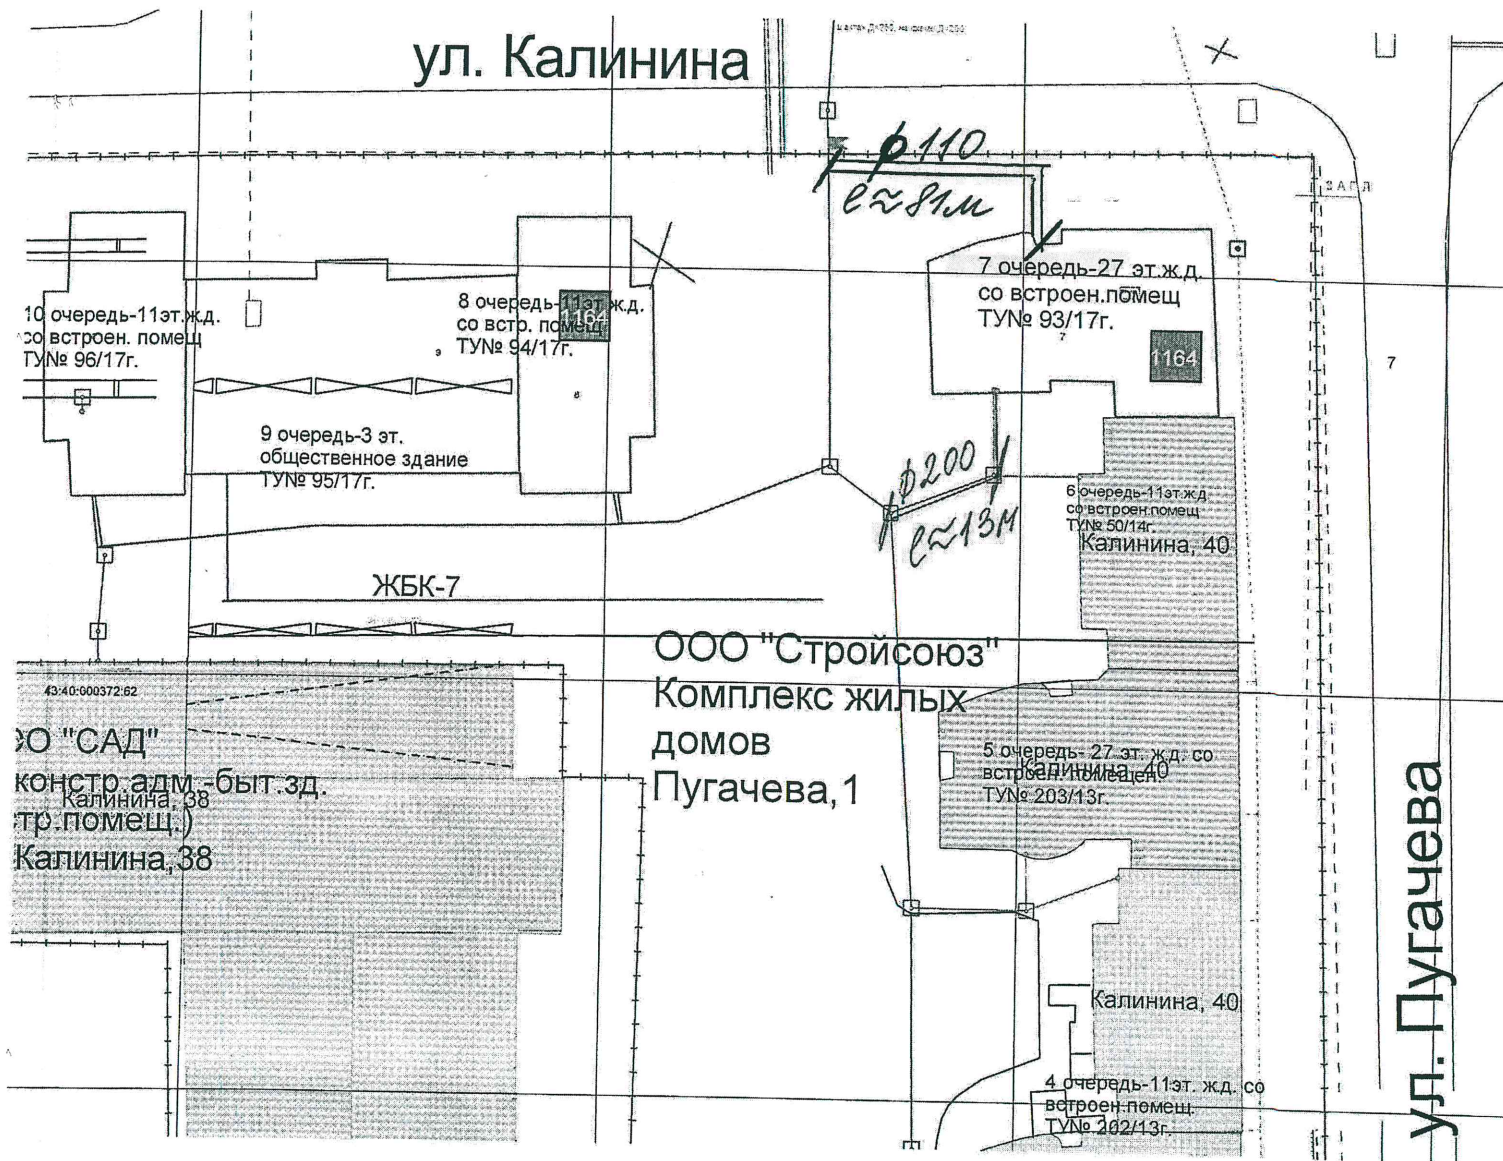 ул. Калинина
ф110
ЗАГЛ
ℓ≈81м
7 очередь-27 эт.ж.д.
со встроен.помещ
ТУ№ 93/17г.
7
1164
7
10 очередь-11эт.ж.д.
со встроен. помещ
ТУ№ 96/17г.
8 очередь-11эт.ж.д.
со встр. помещ
ТУ№ 94/17г.
1164
9
8
9 очередь-3 эт.
общественное здание
ТУ№ 95/17г.
ф200
ℓ≈13м
6 очередь-11эт.жд
со встроен.помещ
ТУ№ 50/14г.
Калинина, 40
ЖБК-7
ООО "Стройсоюз"
Комплекс жилых
домов
Пугачева,1
43:40:000372:62
ОО "САД"
констр.адм.-быт.зд.
Калинина, 38
тр.помещ.)
Калинина,38
5 очередь- 27 эт. ж.д. со
встроен.помещен
Калинина, 40
ТУ№ 203/13г.
Калинина, 40
4 очередь-11эт. ж.д. со
встроен.помещ.
ТУ№ 202/13г.
ул. Пугачева